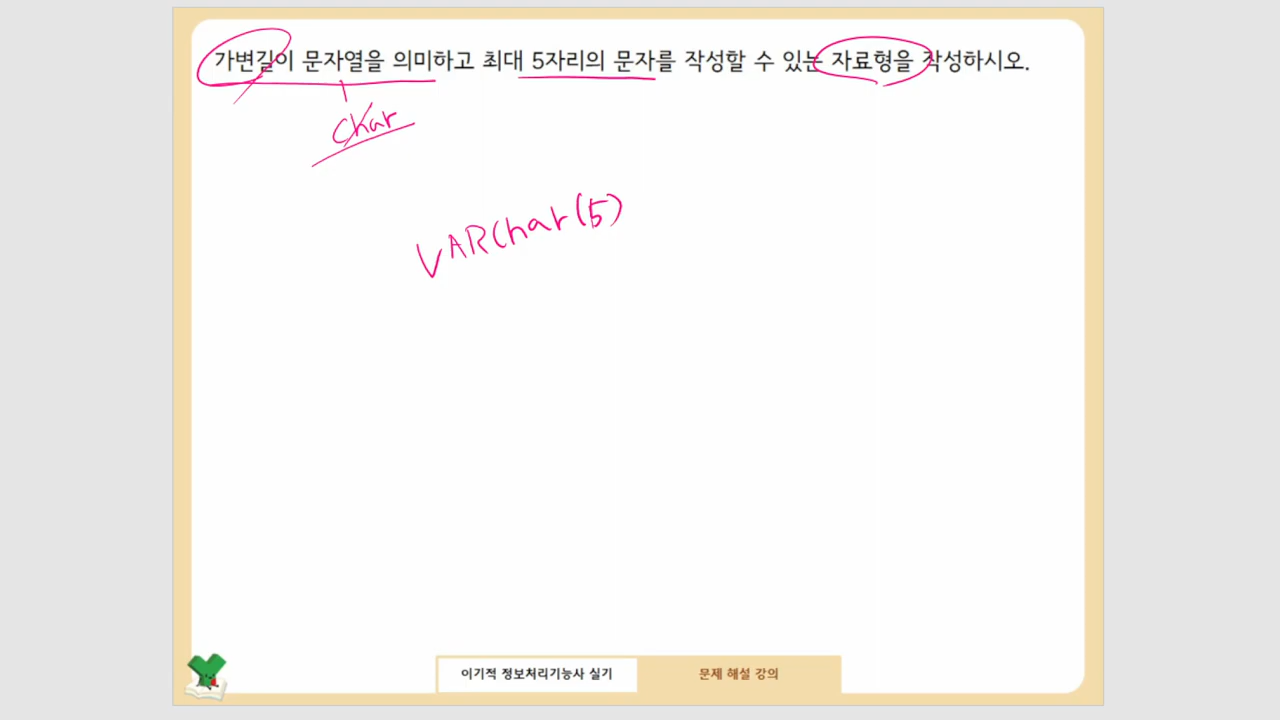 가변길이 문자열을 의미하고 최대 5자리의 문자를 작성할 수 있는 자료형을 작성하시오.
char
VARchar(5)
이기적 정보처리기능사 실기
문제 해설 강의